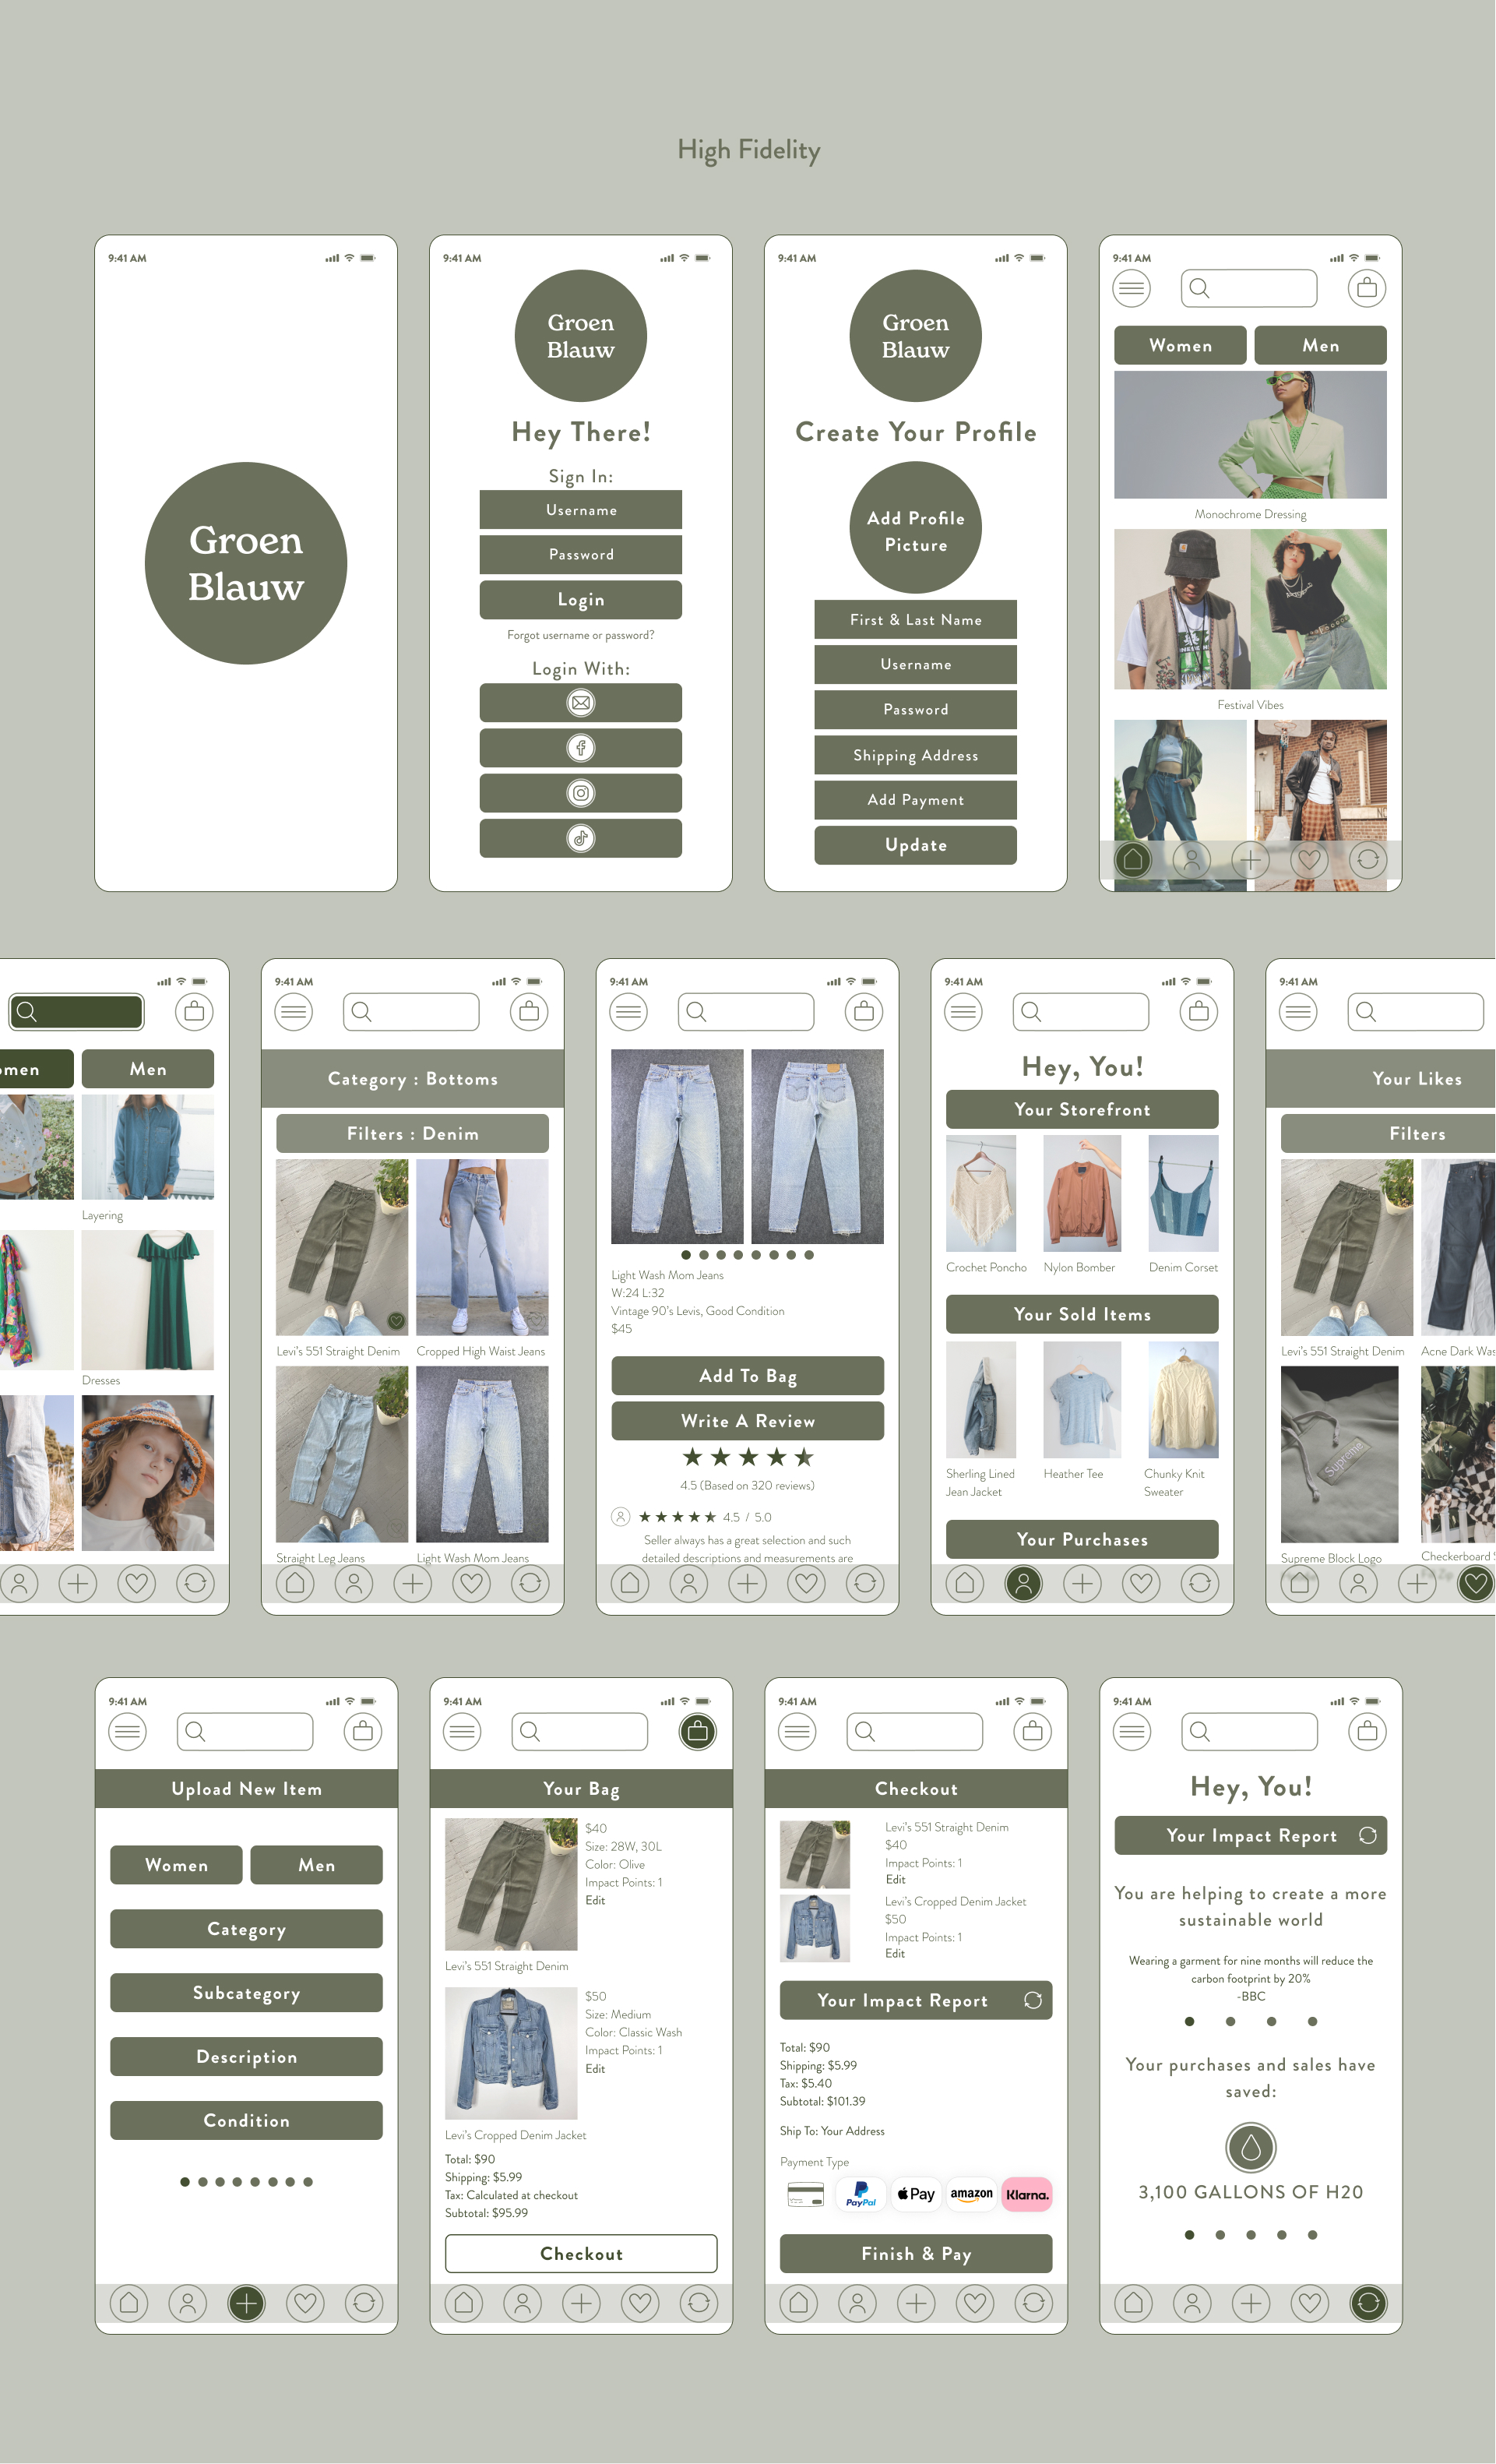 High Fidelity
9:41 AM
Groen
Blauw
9:41 AM
Groen
Blauw
Hey There!
Sign In:
Username
Password
Login
Forgot username or password?
Login With:
9:41 AM
Groen
Blauw
Create Your Profile
Add Profile
Picture
First & Last Name
Username
Password
Shipping Address
Add Payment
Update
9:41 AM
Women
Men
Monochrome Dressing
Festival Vibes
omen
Men
Layering
Dresses
9:41 AM
Category : Bottoms
Filters : Denim
Levi's 551 Straight Denim
Cropped High Waist Jeans
Straight Leg Jeans
Light Wash Mom Jeans
9:41 AM
Light Wash Mom Jeans
W:24 L:32
Vintage 90's Levis, Good Condition
$45
Add To Bag
Write A Review
4.5 (Based on 320 reviews)
4.5 / 5.0
Seller always has a great selection and such
detailed descriptions and measurements are
9:41 AM
Hey, You!
Your Storefront
Crochet Poncho
Nylon Bomber
Denim Corset
Your Sold Items
Sherling Lined
Jean Jacket
Heather Tee
Chunky Knit
Sweater
Your Purchases
9:41 AM
Your Likes
Filters
Levi's 551 Straight Denim
Acne Dark Was
Supreme
Supreme Block Logo
Checkerboard S
9:41 AM
Upload New Item
Women
Men
Category
Subcategory
Description
Condition
9:41 AM
Your Bag
$40
Size: 28W, 30L
Color: Olive
Impact Points: 1
Edit
Levi's 551 Straight Denim
$50
Size: Medium
Color: Classic Wash
Impact Points: 1
Edit
Levi's Cropped Denim Jacket
Total: $90
Shipping: $5.99
Tax: Calculated at checkout
Subtotal: $95.99
Checkout
9:41 AM
Checkout
Levi's 551 Straight Denim
$40
Impact Points: 1
Edit
Levi's Cropped Denim Jacket
$50
Impact Points: 1
Edit
Your Impact Report
Total: $90
Shipping: $5.99
Tax: $5.40
Subtotal: $101.39
Ship To: Your Address
Payment Type
PayPal
Pay
amazon
Klarna.
Finish & Pay
9:41 AM
Hey, You!
Your Impact Report
You are helping to create a more
sustainable world
Wearing a garment for nine months will reduce the
carbon footprint by 20%
-BBC
Your purchases and sales have
saved:
3,100 GALLONS OF H20